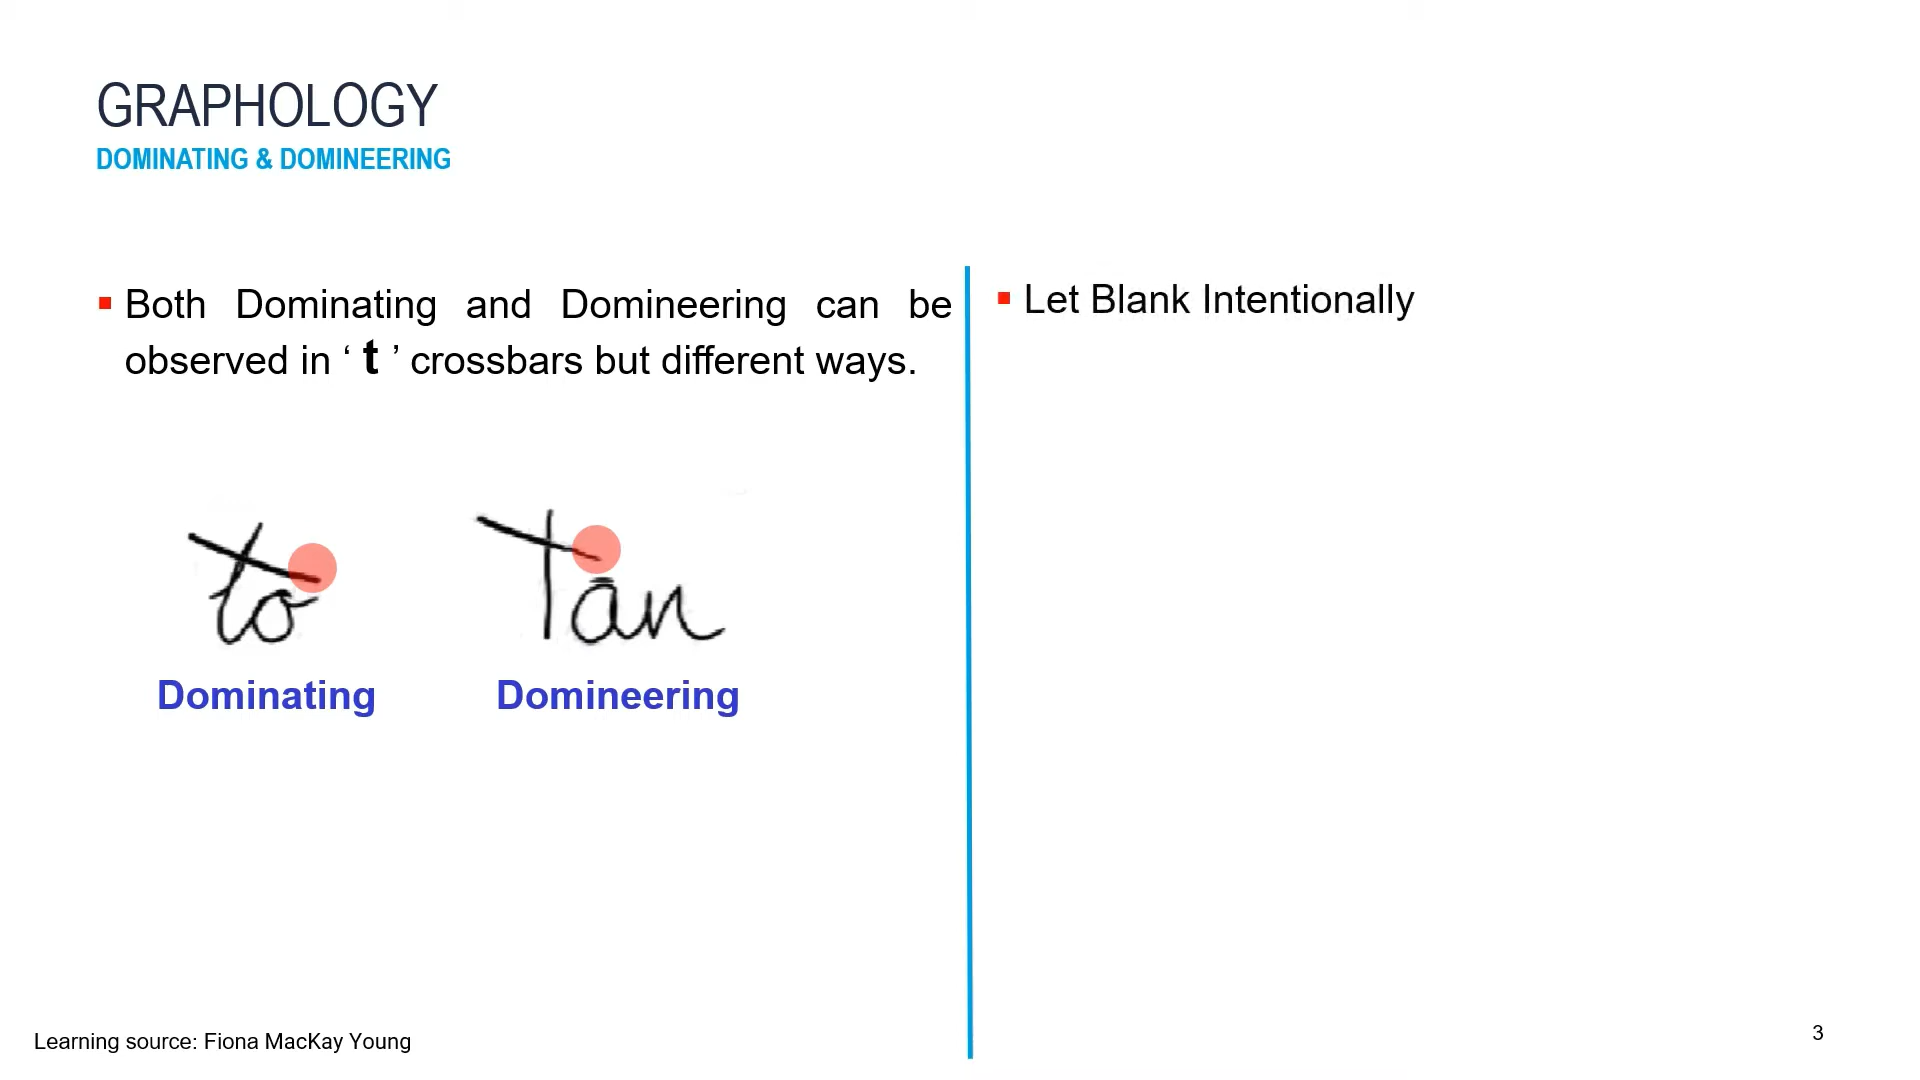 GRAPHOLOGY
DOMINATING & DOMINEERING
Both Dominating and Domineering can be
observed in ‘ t ’ crossbars but different ways.
to
Tan
Dominating
Domineering
Let Blank Intentionally
Learning source: Fiona MacKay Young
3